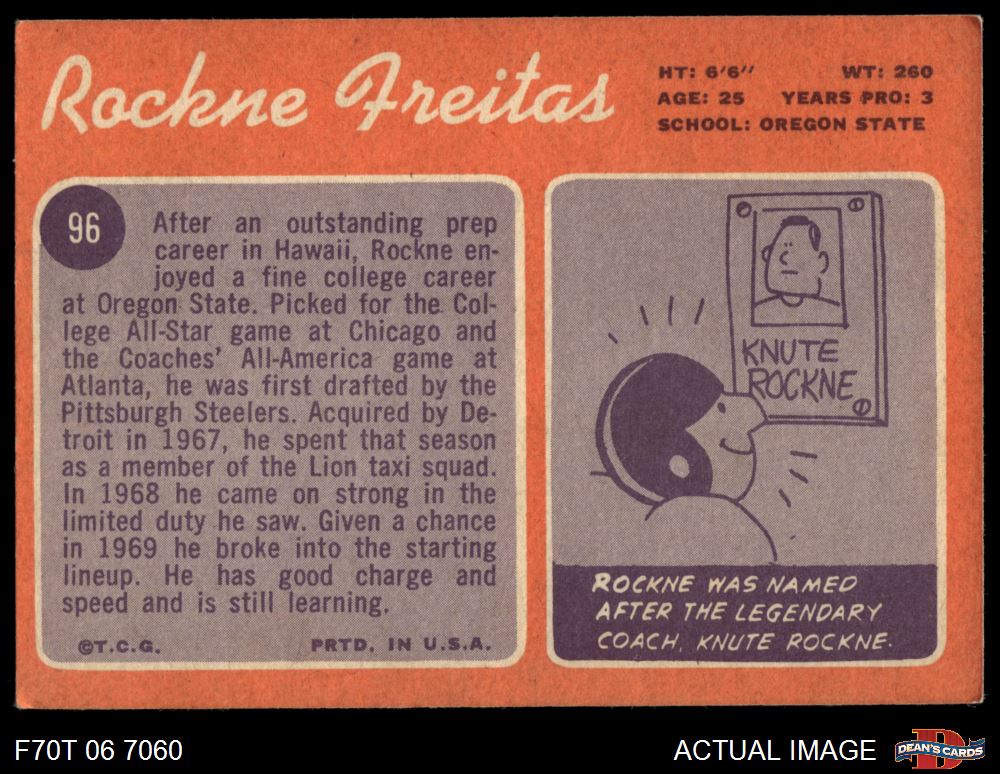 Rockne Freitas
HT: 6'6" WT: 260
AGE: 25 YEARS PRO: 3
SCHOOL: OREGON STATE
96
After an outstanding prep
career in Hawaii, Rockne en-
joyed a fine college career
at Oregon State. Picked for the Col-
lege All-Star game at Chicago and
the Coaches' All-America game at
Atlanta, he was first drafted by the
Pittsburgh Steelers. Acquired by De-
troit in 1967, he spent that season
as a member of the Lion taxi squad.
In 1968 he came on strong in the
limited duty he saw. Given a chance
in 1969 he broke into the starting
lineup. He has good charge and
speed and is still learning.
©T.C.G. PRTD. IN U.S.A.
KNUTE
ROCKNE
ROCKNE WAS NAMED
AFTER THE LEGENDARY
COACH, KNUTE ROCKNE.
F70T 06 7060
ACTUAL IMAGE
D
DEAN'S CARDS